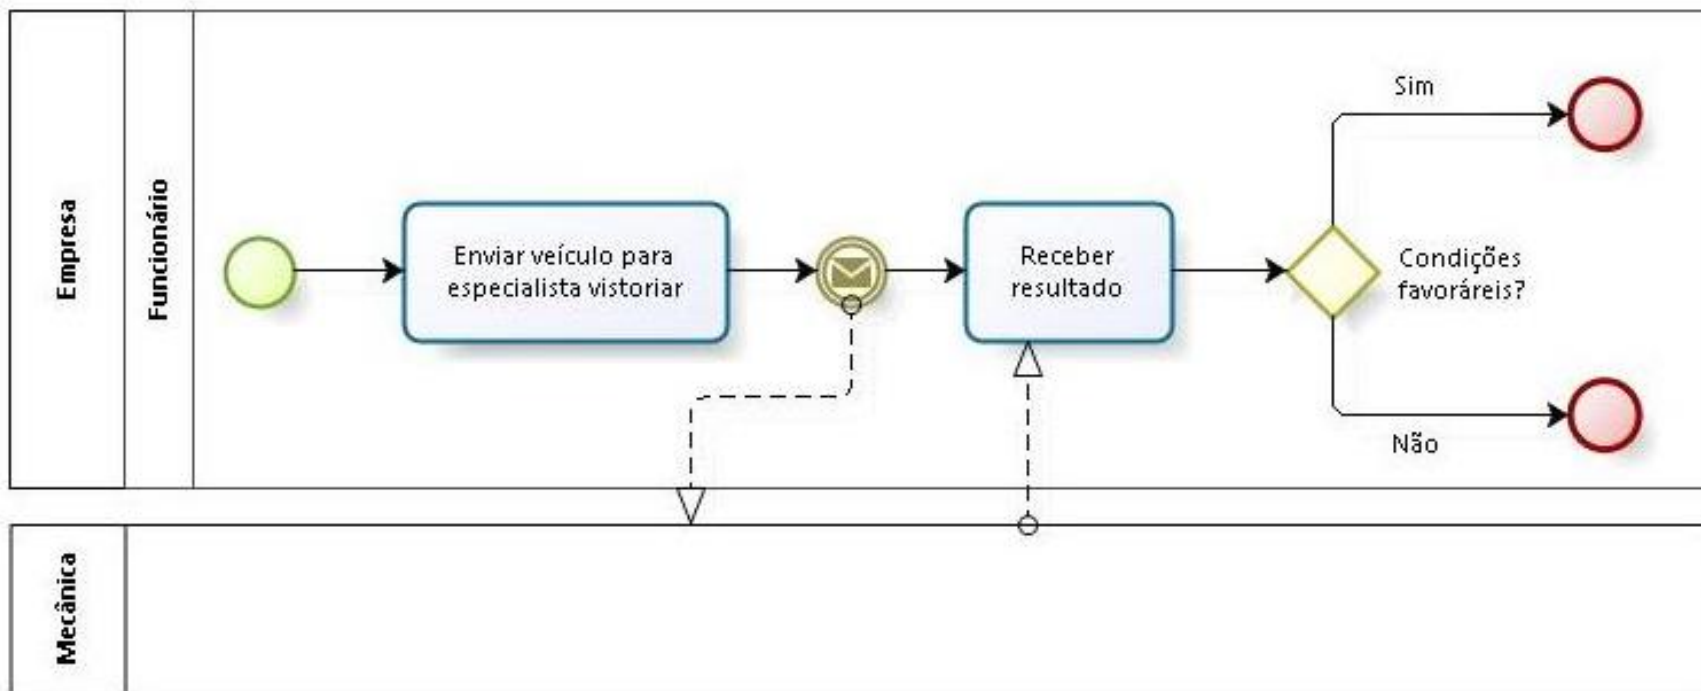 Empresa
Funcionário
Enviar veículo para
especialista vistoriar
Receber
resultado
Condições
favoráreis?
Sim
Não
Mecânica